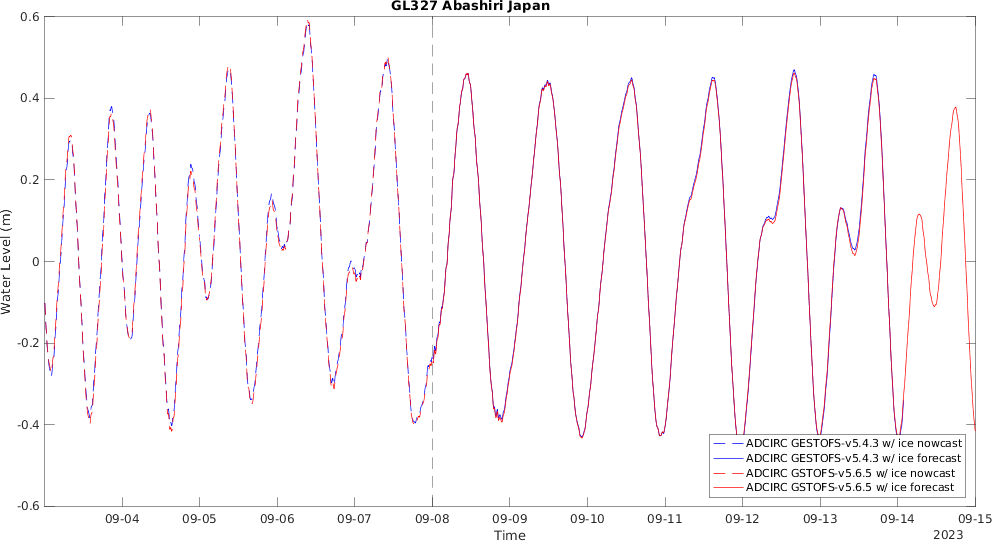 GL327 Abashiri Japan
0.6
0.4
0.2
0
-0.2
-0.4
-0.6
Water Level (m)
ADCIRC GESTOFS-v5.4.3 w/ ice nowcast
ADCIRC GESTOFS-v5.4.3 w/ ice forecast
ADCIRC GSTOFS-v5.6.5 w/ ice nowcast
ADCIRC GSTOFS-v5.6.5 w/ ice forecast
09-04 09-05 09-06 09-07 09-08 09-09 09-10 09-11 09-12 09-13 09-14 09-15
Time
2023